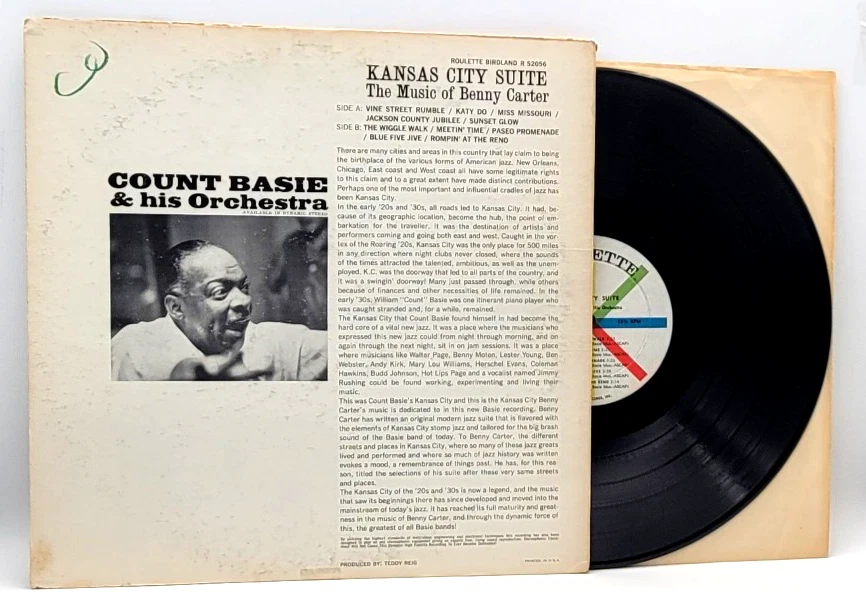 ROULETTE BIRDLAND R 52056
KANSAS CITY SUITE
The Music of Benny Carter
SIDE A: VINE STREET RUMBLE / KATY DO / MISS MISSOURI /
JACKSON COUNTY JUBILEE / SUNSET GLOW
SIDE B: THE WIGGLE WALK / MEETIN' TIME / PASEO PROMENADE
/ BLUE FIVE JIVE / ROMPIN' AT THE RENO
COUNT BASIE
& his Orchestra
AVAILABLE IN DYNAMIC STEREO
There are many cities and areas in this country that lay claim to being
the birthplace of the various forms of American jazz. New Orleans,
Chicago, East coast and West coast all have some legitimate rights
to this claim and to a great extent have made distinct contributions.
Perhaps one of the most important and influential cradles of jazz has
been Kansas City.
In the early '20s and '30s, all roads led to Kansas City. It had, be-
cause of its geographic location, become the hub, the point of em-
barkation for the traveller. It was the destination of artists and
performers coming and going both east and west. Caught in the vor-
tex of the Roaring '20s, Kansas City was the only place for 500 miles
in any direction where night clubs never closed, where the sounds
of the times attracted the talented, ambitious, as well as the unem-
ployed. K.C. was the doorway that led to all parts of the country, and
it was a swingin' doorway! Many just passed through, while others
because of finances and other necessities of life remained. In the
early '30s, William "Count" Basie was one itinerant piano player who
was caught stranded and, for a while, remained.
The Kansas City that Count Basie found himself in had become the
hard core of a vital new jazz. It was a place where the musicians who
expressed this new jazz could from night through morning, and on
again through the next night, sit in on jam sessions. It was a place
where musicians like Walter Page, Benny Moten, Lester Young, Ben
Webster, Andy Kirk, Mary Lou Williams, Herschel Evans, Coleman
Hawkins, Budd Johnson, Hot Lips Page and a vocalist named Jimmy
Rushing could be found working, experimenting and living their
music.
This was Count Basie's Kansas City and this is the Kansas City Benny
Carter's music is dedicated to in this new Basie recording. Benny
Carter has written an original modern jazz suite that is flavored with
the elements of Kansas City stomp jazz and tailored for the big brash
sound of the Basie band of today. To Benny Carter, the different
streets and places in Kansas City, where so many of these jazz greats
lived and performed and where so much of jazz history was written
evokes a mood, a remembrance of things past. He has, for this rea-
son, titled the selections of his suite after these very same streets
and places.
The Kansas City of the '20s and '30s is now a legend, and the music
that saw its beginnings there has since developed and moved into the
mainstream of today's jazz. It has reached its full maturity and great-
ness in the music of Benny Carter, and through the dynamic force of
this, the greatest of all Basie bands!
PRODUCED BY: TEDDY REIG
PRINTED IN U.S.A.
ETTE
Y SUITE
his Orchestra